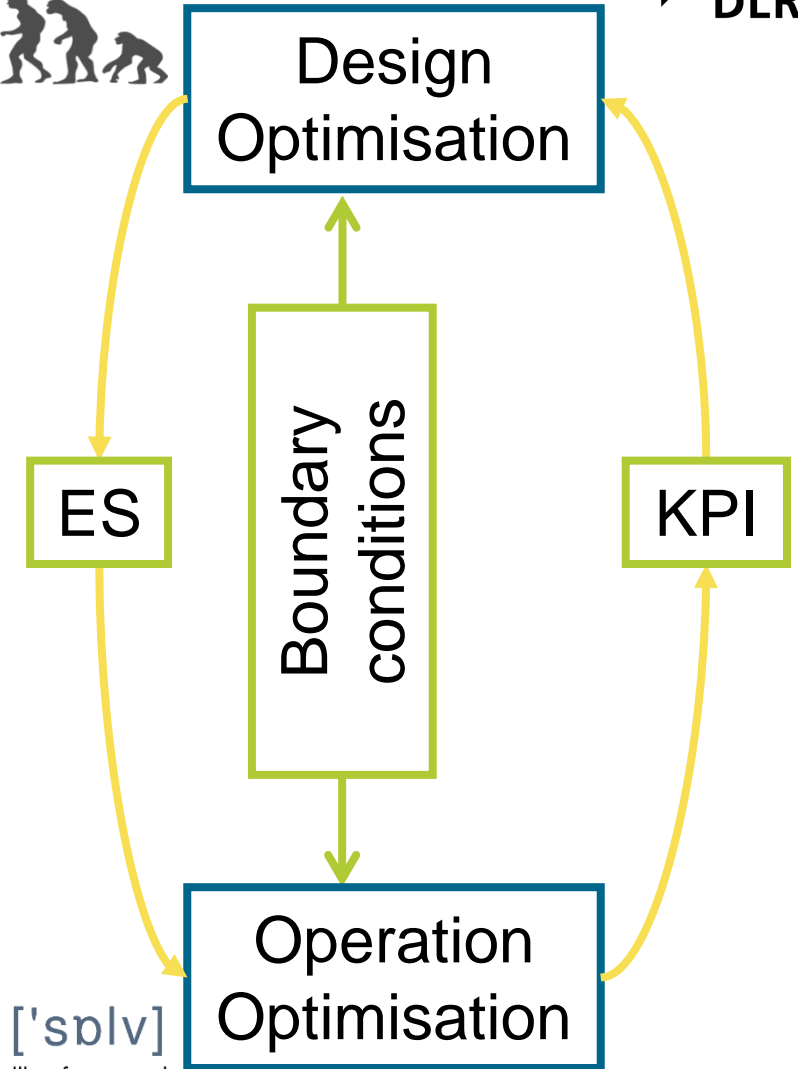 DLR
Design
Optimisation
ES
Boundary
conditions
KPI
Operation
Optimisation
['sɒlv]